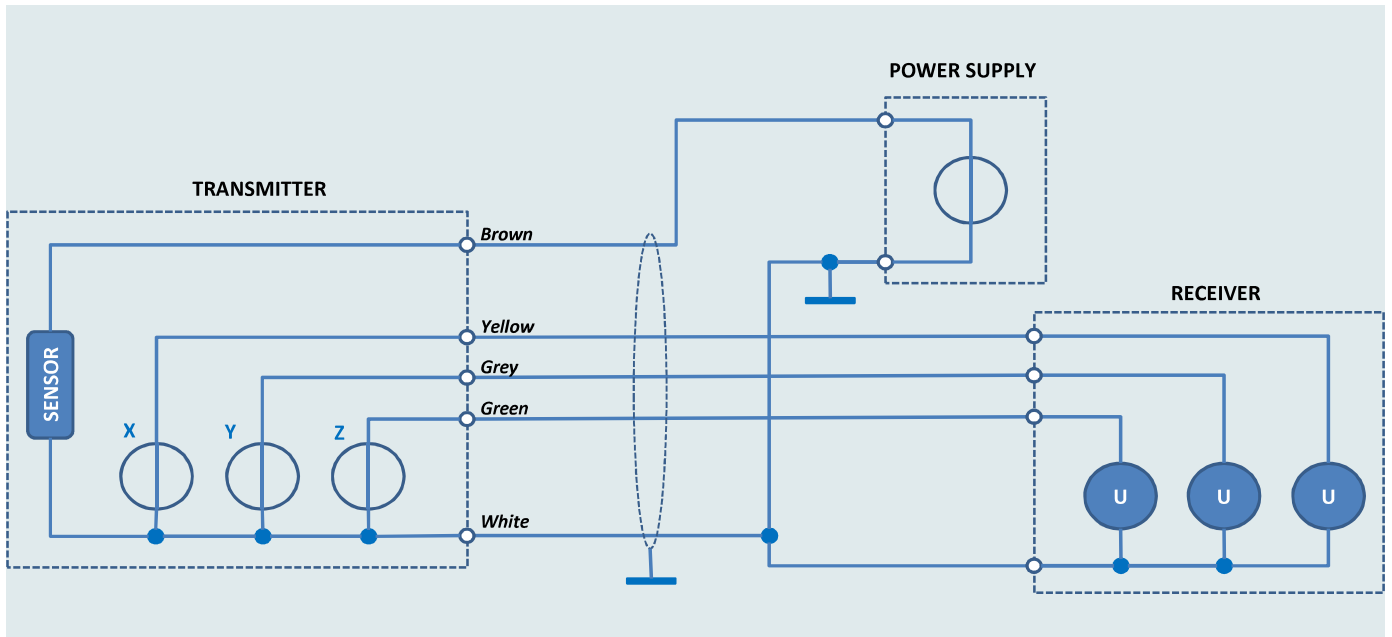 POWER SUPPLY
TRANSMITTER
Brown
RECEIVER
Yellow
Grey
Green
SENSOR
X
Y
Z
U
U
U
White